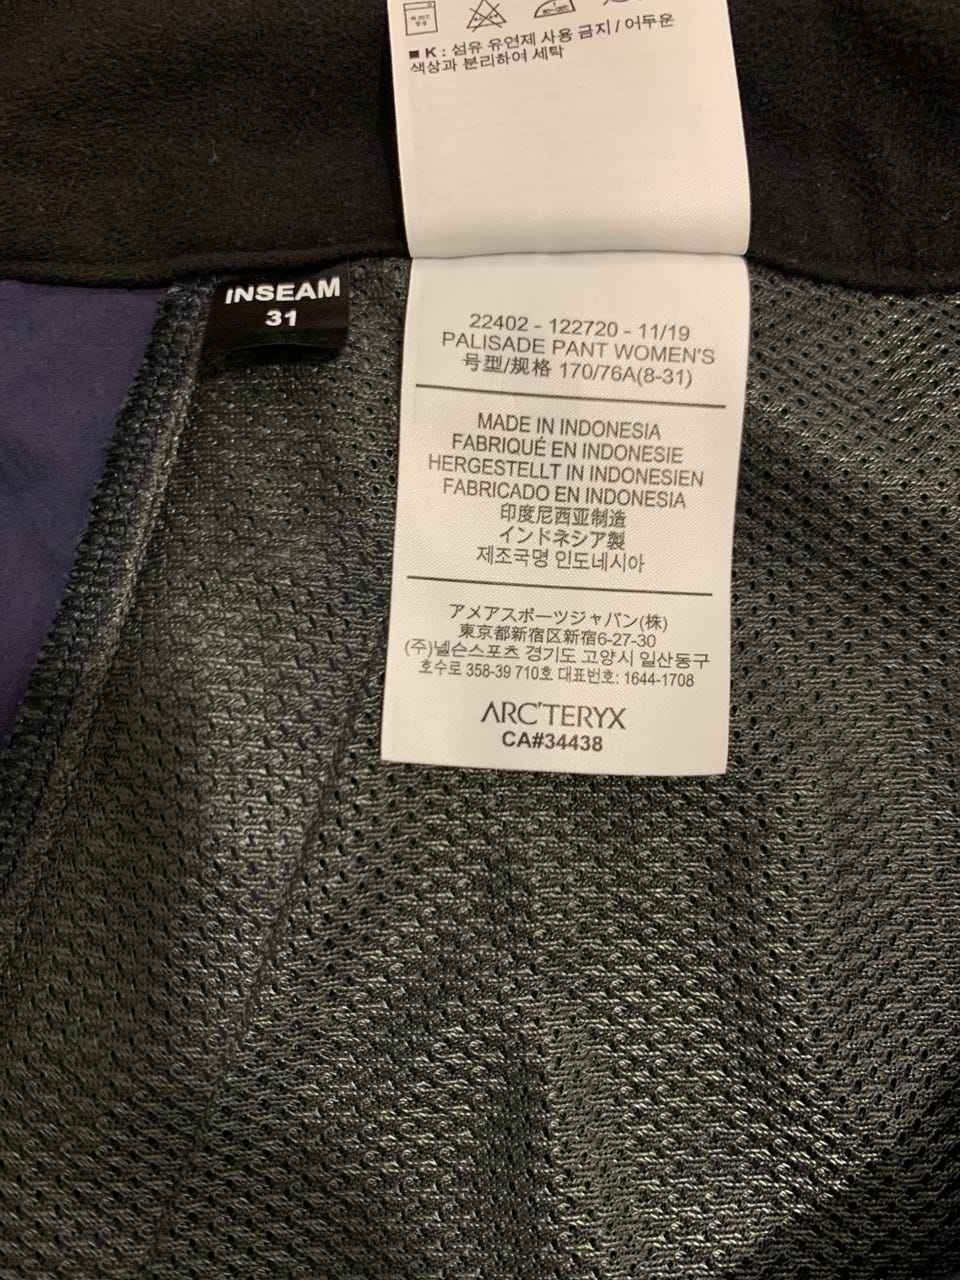 ■ K : 섬유 유연제 사용 금지 / 어두운
색상과 분리하여 세탁
INSEAM
31
22402 - 122720 - 11/19
PALISADE PANT WOMEN'S
号型/规格 170/76A(8-31)
MADE IN INDONESIA
FABRIQUÉ EN INDONESIE
HERGESTELLT IN INDONESIEN
FABRICADO EN INDONESIA
印度尼西亚制造
インドネシア製
제조국명 인도네시아
アメアスポーツジャパン(株)
東京都新宿区新宿6-27-30
(주)넬슨스포츠 경기도 고양시 일산동구
호수로 358-39 710호 대표번호: 1644-1708
ARC'TERYX
CA#34438